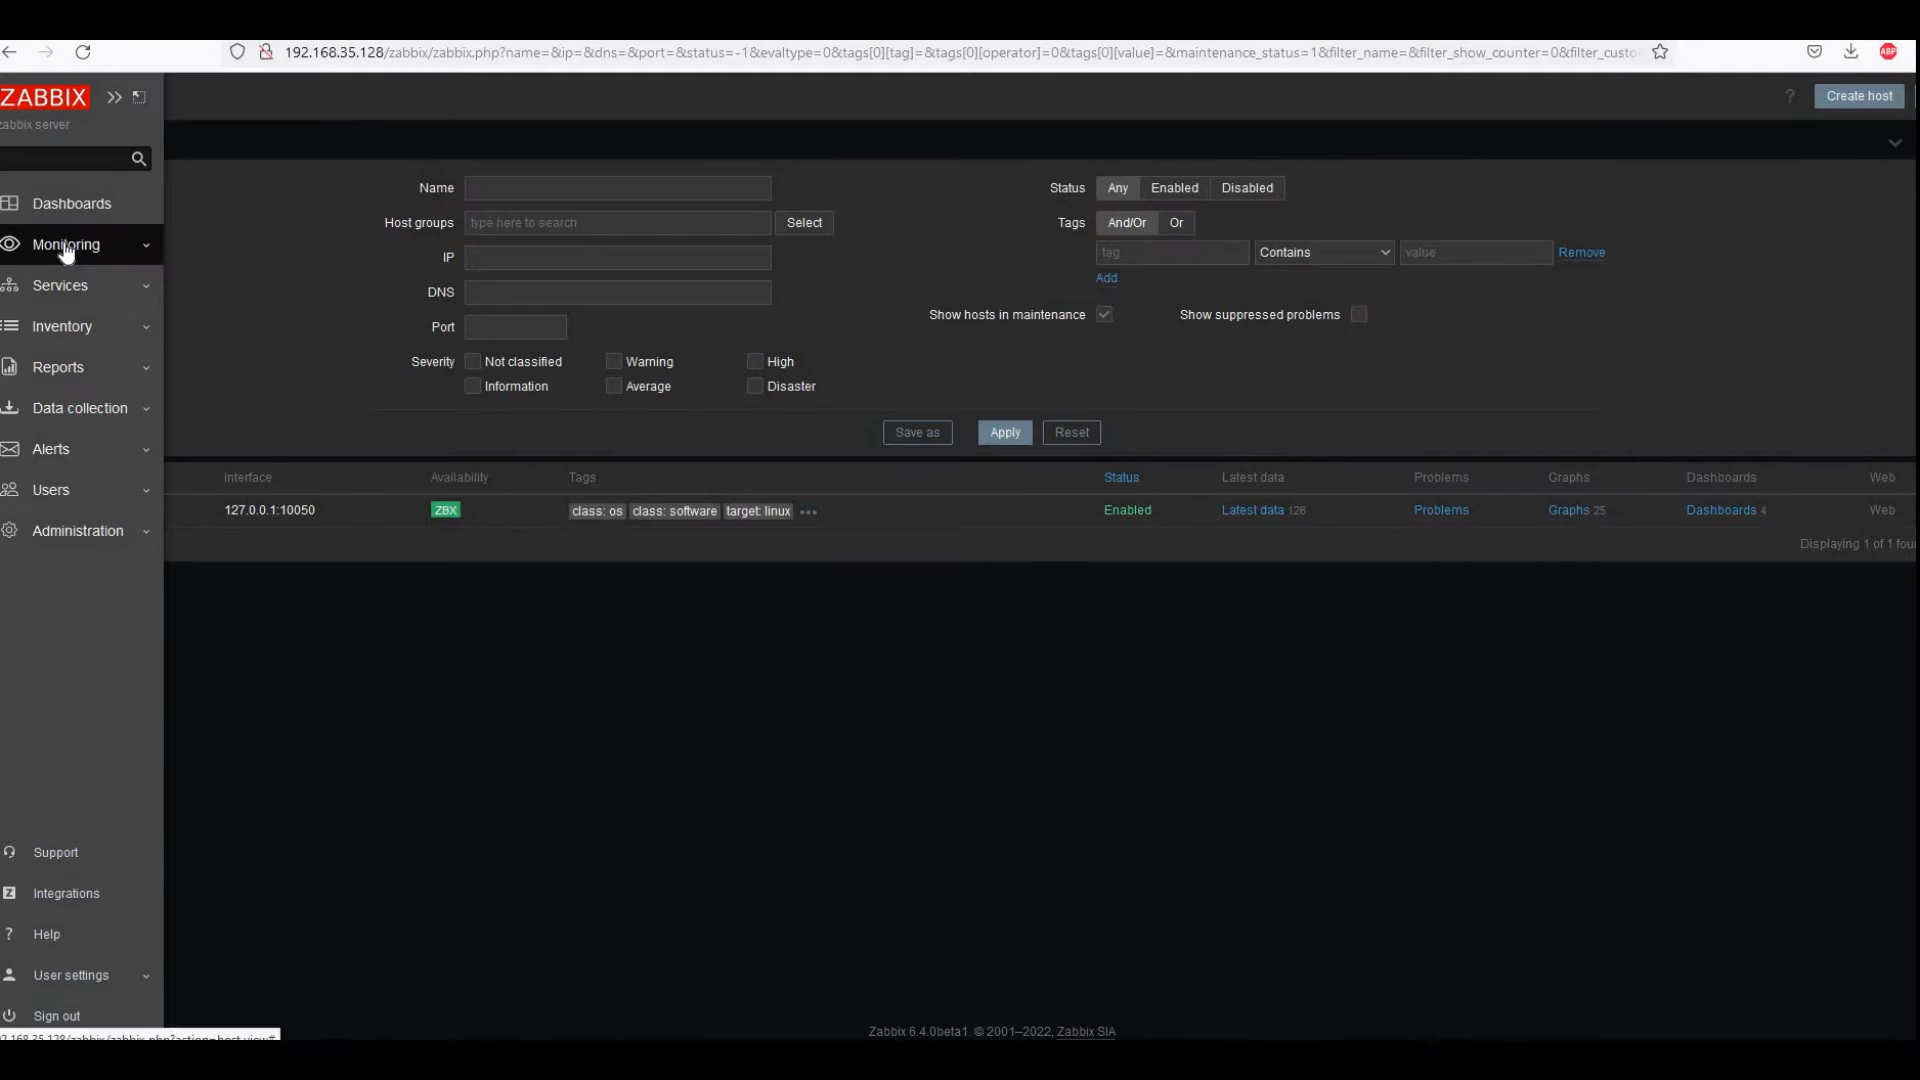 192.168.35.128/zabbix/zabbix.php?name=&ip=&dns=&port=&status=-1&evaltype=0&tags[0][tag]=&tags[0][operator]=0&tags[0][value]=&maintenance_status=1&filter_name=&filter_show_counter=0&filter_custo
ABP
ZABBIX
zabbix server
? Create host
Dashboards
Monitoring
Services
Inventory
Reports
Data collection
Alerts
Users
Administration
Name
Host groups type here to search Select
IP
DNS
Port
Severity Not classified Warning High
Information Average Disaster
Status Any Enabled Disabled
Tags And/Or Or
tag Contains value Remove
Add
Show hosts in maintenance Show suppressed problems
Save as Apply Reset
Interface Availability Tags Status Latest data Problems Graphs Dashboards Web
127.0.0.1:10050 ZBX class: os class: software target: linux ••• Enabled Latest data 126 Problems Graphs 25 Dashboards 4 Web
Displaying 1 of 1 fou
Support
Z Integrations
? Help
User settings
Sign out
Zabbix 6.4.0beta1. © 2001–2022, Zabbix SIA